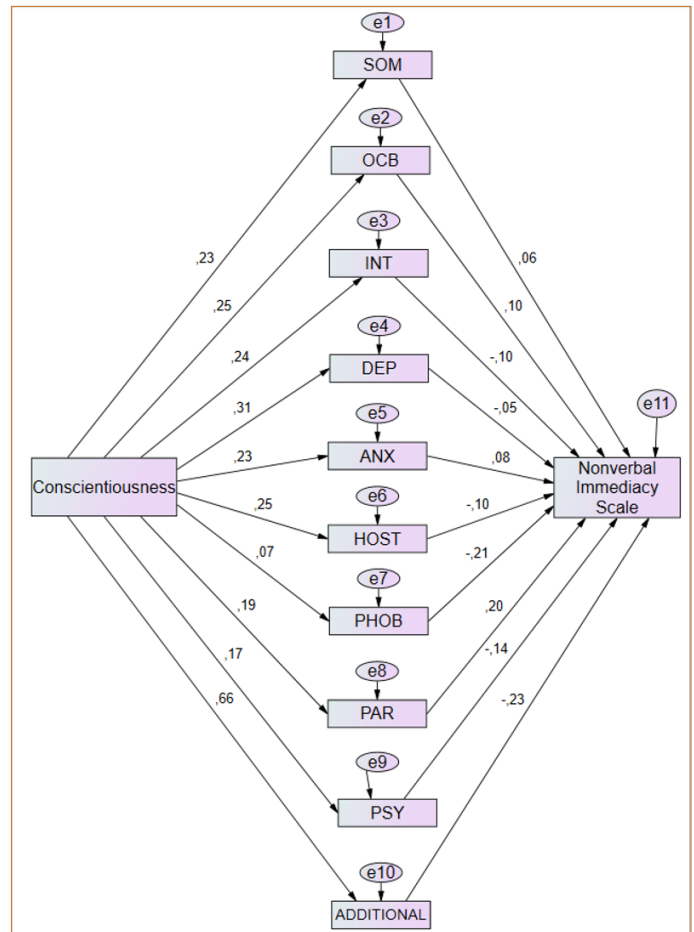 e1
SOM
e2
OCB
,23
,06
e3
INT
,25
,10
,24
-,10
e4
DEP
,31
-,05
e11
e5
ANX
,23
,08
Conscientiousness
Nonverbal
Immediacy
Scale
e6
HOST
,25
-,10
,07
-,21
e7
PHOB
,19
,20
e8
PAR
,17
-,14
,66
-,23
e9
PSY
e10
ADDITIONAL